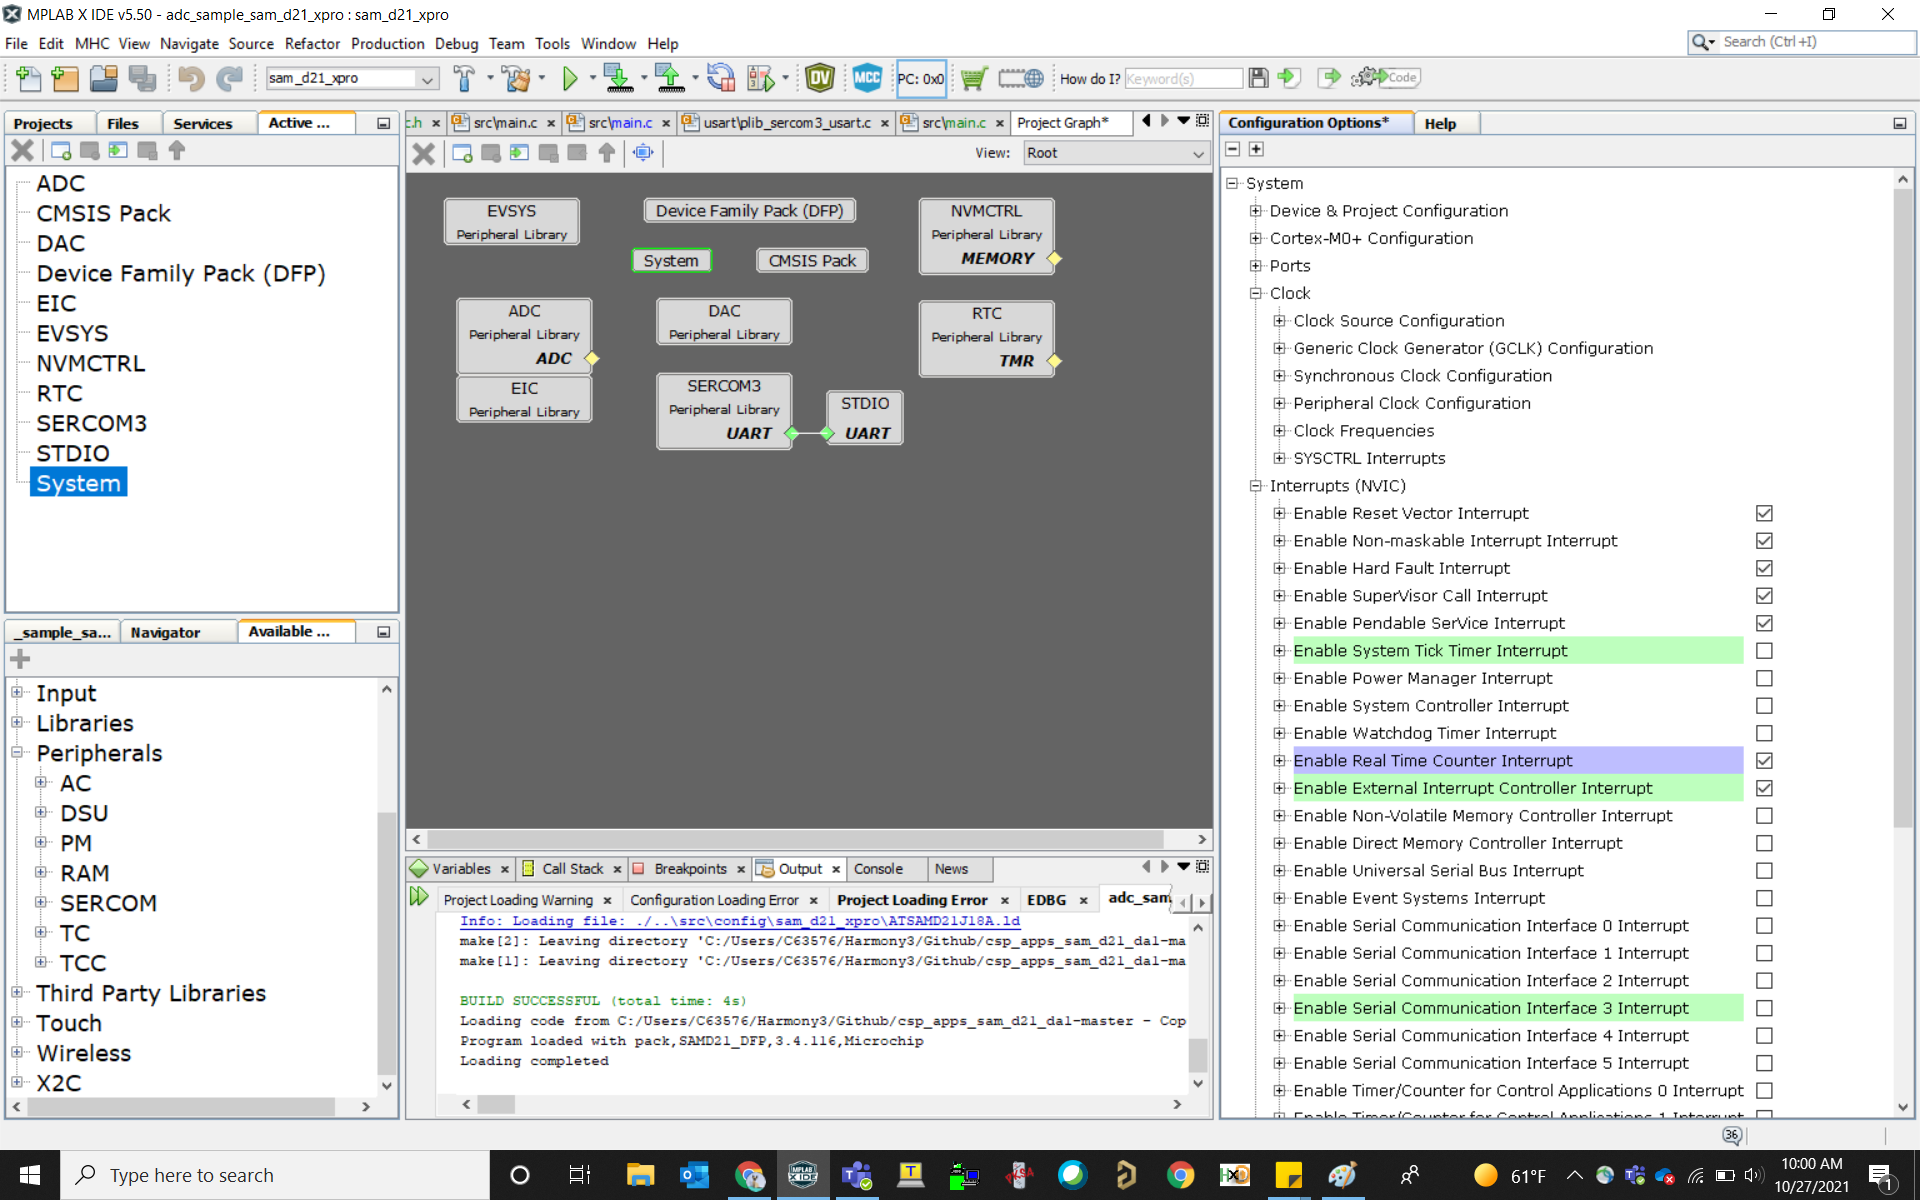 MPLAB X IDE v5.50 - adc_sample_sam_d21_xpro : sam_d21_xpro
File Edit MHC View Navigate Source Refactor Production Debug Team Tools Window Help
Search (Ctrl+I)
sam_d21_xpro
DV
MCC
PC: 0x0
How do I?
Keyword(s)
Code
Projects
Files
Services
Active ...
ADC
CMSIS Pack
DAC
Device Family Pack (DFP)
EIC
EVSYS
NVMCTRL
RTC
SERCOM3
STDIO
System
_sample_sa...
Navigator
Available ...
Input
Libraries
Peripherals
AC
DSU
PM
RAM
SERCOM
TC
TCC
Third Party Libraries
Touch
Wireless
X2C
c.h
src\main.c
src\main.c
usart\plib_sercom3_usart.c
src\main.c
Project Graph*
View:
Root
EVSYS
Peripheral Library
Device Family Pack (DFP)
NVMCTRL
Peripheral Library
MEMORY
System
CMSIS Pack
ADC
Peripheral Library
ADC
DAC
Peripheral Library
RTC
Peripheral Library
TMR
EIC
Peripheral Library
SERCOM3
Peripheral Library
UART
STDIO
UART
Variables
Call Stack
Breakpoints
Output
Console
News
Project Loading Warning
Configuration Loading Error
Project Loading Error
EDBG
adc_sam
Info: Loading file: ./..\src\config\sam_d21_xpro\ATSAMD21J18A.ld
make[2]: Leaving directory 'C:/Users/C63576/Harmony3/Github/csp_apps_sam_d21_da1-ma
make[1]: Leaving directory 'C:/Users/C63576/Harmony3/Github/csp_apps_sam_d21_da1-ma
BUILD SUCCESSFUL (total time: 4s)
Loading code from C:/Users/C63576/Harmony3/Github/csp_apps_sam_d21_da1-master - Cop
Program loaded with pack,SAMD21_DFP,3.4.116,Microchip
Loading completed
Configuration Options*
Help
System
Device & Project Configuration
Cortex-M0+ Configuration
Ports
Clock
Clock Source Configuration
Generic Clock Generator (GCLK) Configuration
Synchronous Clock Configuration
Peripheral Clock Configuration
Clock Frequencies
SYSCTRL Interrupts
Interrupts (NVIC)
Enable Reset Vector Interrupt
Enable Non-maskable Interrupt Interrupt
Enable Hard Fault Interrupt
Enable SuperVisor Call Interrupt
Enable Pendable SerVice Interrupt
Enable System Tick Timer Interrupt
Enable Power Manager Interrupt
Enable System Controller Interrupt
Enable Watchdog Timer Interrupt
Enable Real Time Counter Interrupt
Enable External Interrupt Controller Interrupt
Enable Non-Volatile Memory Controller Interrupt
Enable Direct Memory Controller Interrupt
Enable Universal Serial Bus Interrupt
Enable Event Systems Interrupt
Enable Serial Communication Interface 0 Interrupt
Enable Serial Communication Interface 1 Interrupt
Enable Serial Communication Interface 2 Interrupt
Enable Serial Communication Interface 3 Interrupt
Enable Serial Communication Interface 4 Interrupt
Enable Serial Communication Interface 5 Interrupt
Enable Timer/Counter for Control Applications 0 Interrupt
Enable Timer/Counter for Control Applications 1 Interrupt
36
Type here to search
61°F
10:00 AM
10/27/2021
1